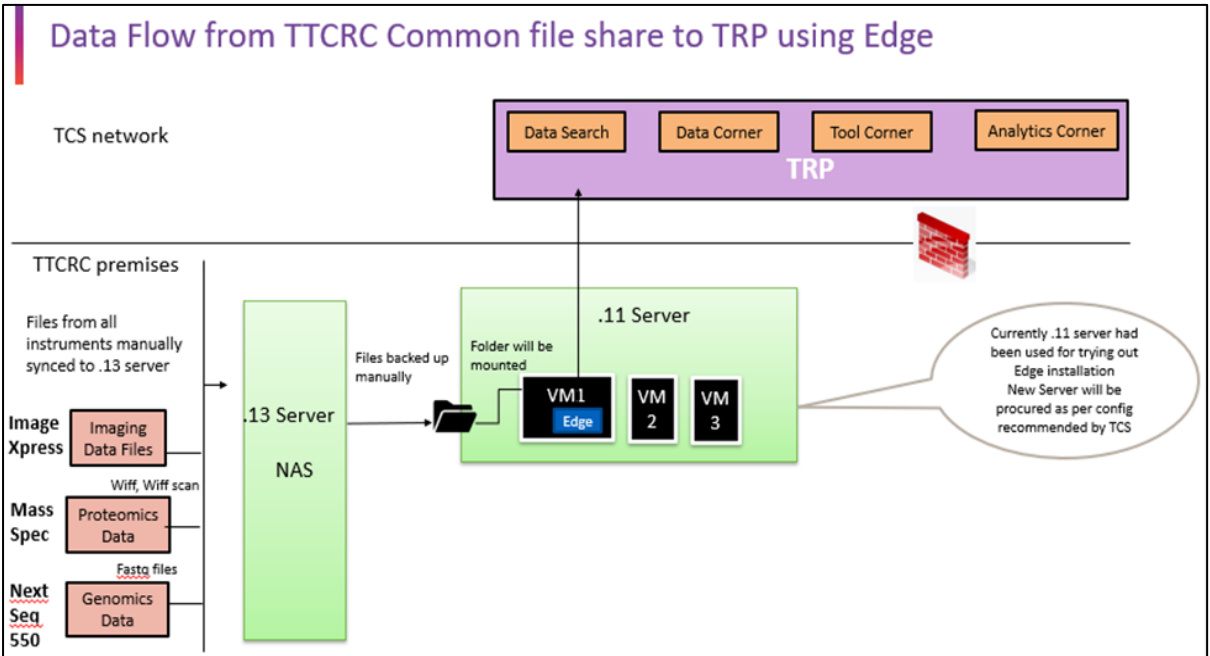 Data Flow from TTCRC Common file share to TRP using Edge
TCS network
Data Search
Data Corner
Tool Corner
Analytics Corner
TRP
TTCRC premises
Files from all
instruments manually
synced to .13 server
Image
Xpress
Imaging
Data Files
Wiff, Wiff scan
Mass
Spec
Proteomics
Data
Fastq files
Next
Seq
550
Genomics
Data
.13 Server
NAS
Files backed up
manually
Folder will be
mounted
.11 Server
VM1
Edge
VM
2
VM
3
Currently .11 server had
been used for trying out
Edge installation
New Server will be
procured as per config
recommended by TCS